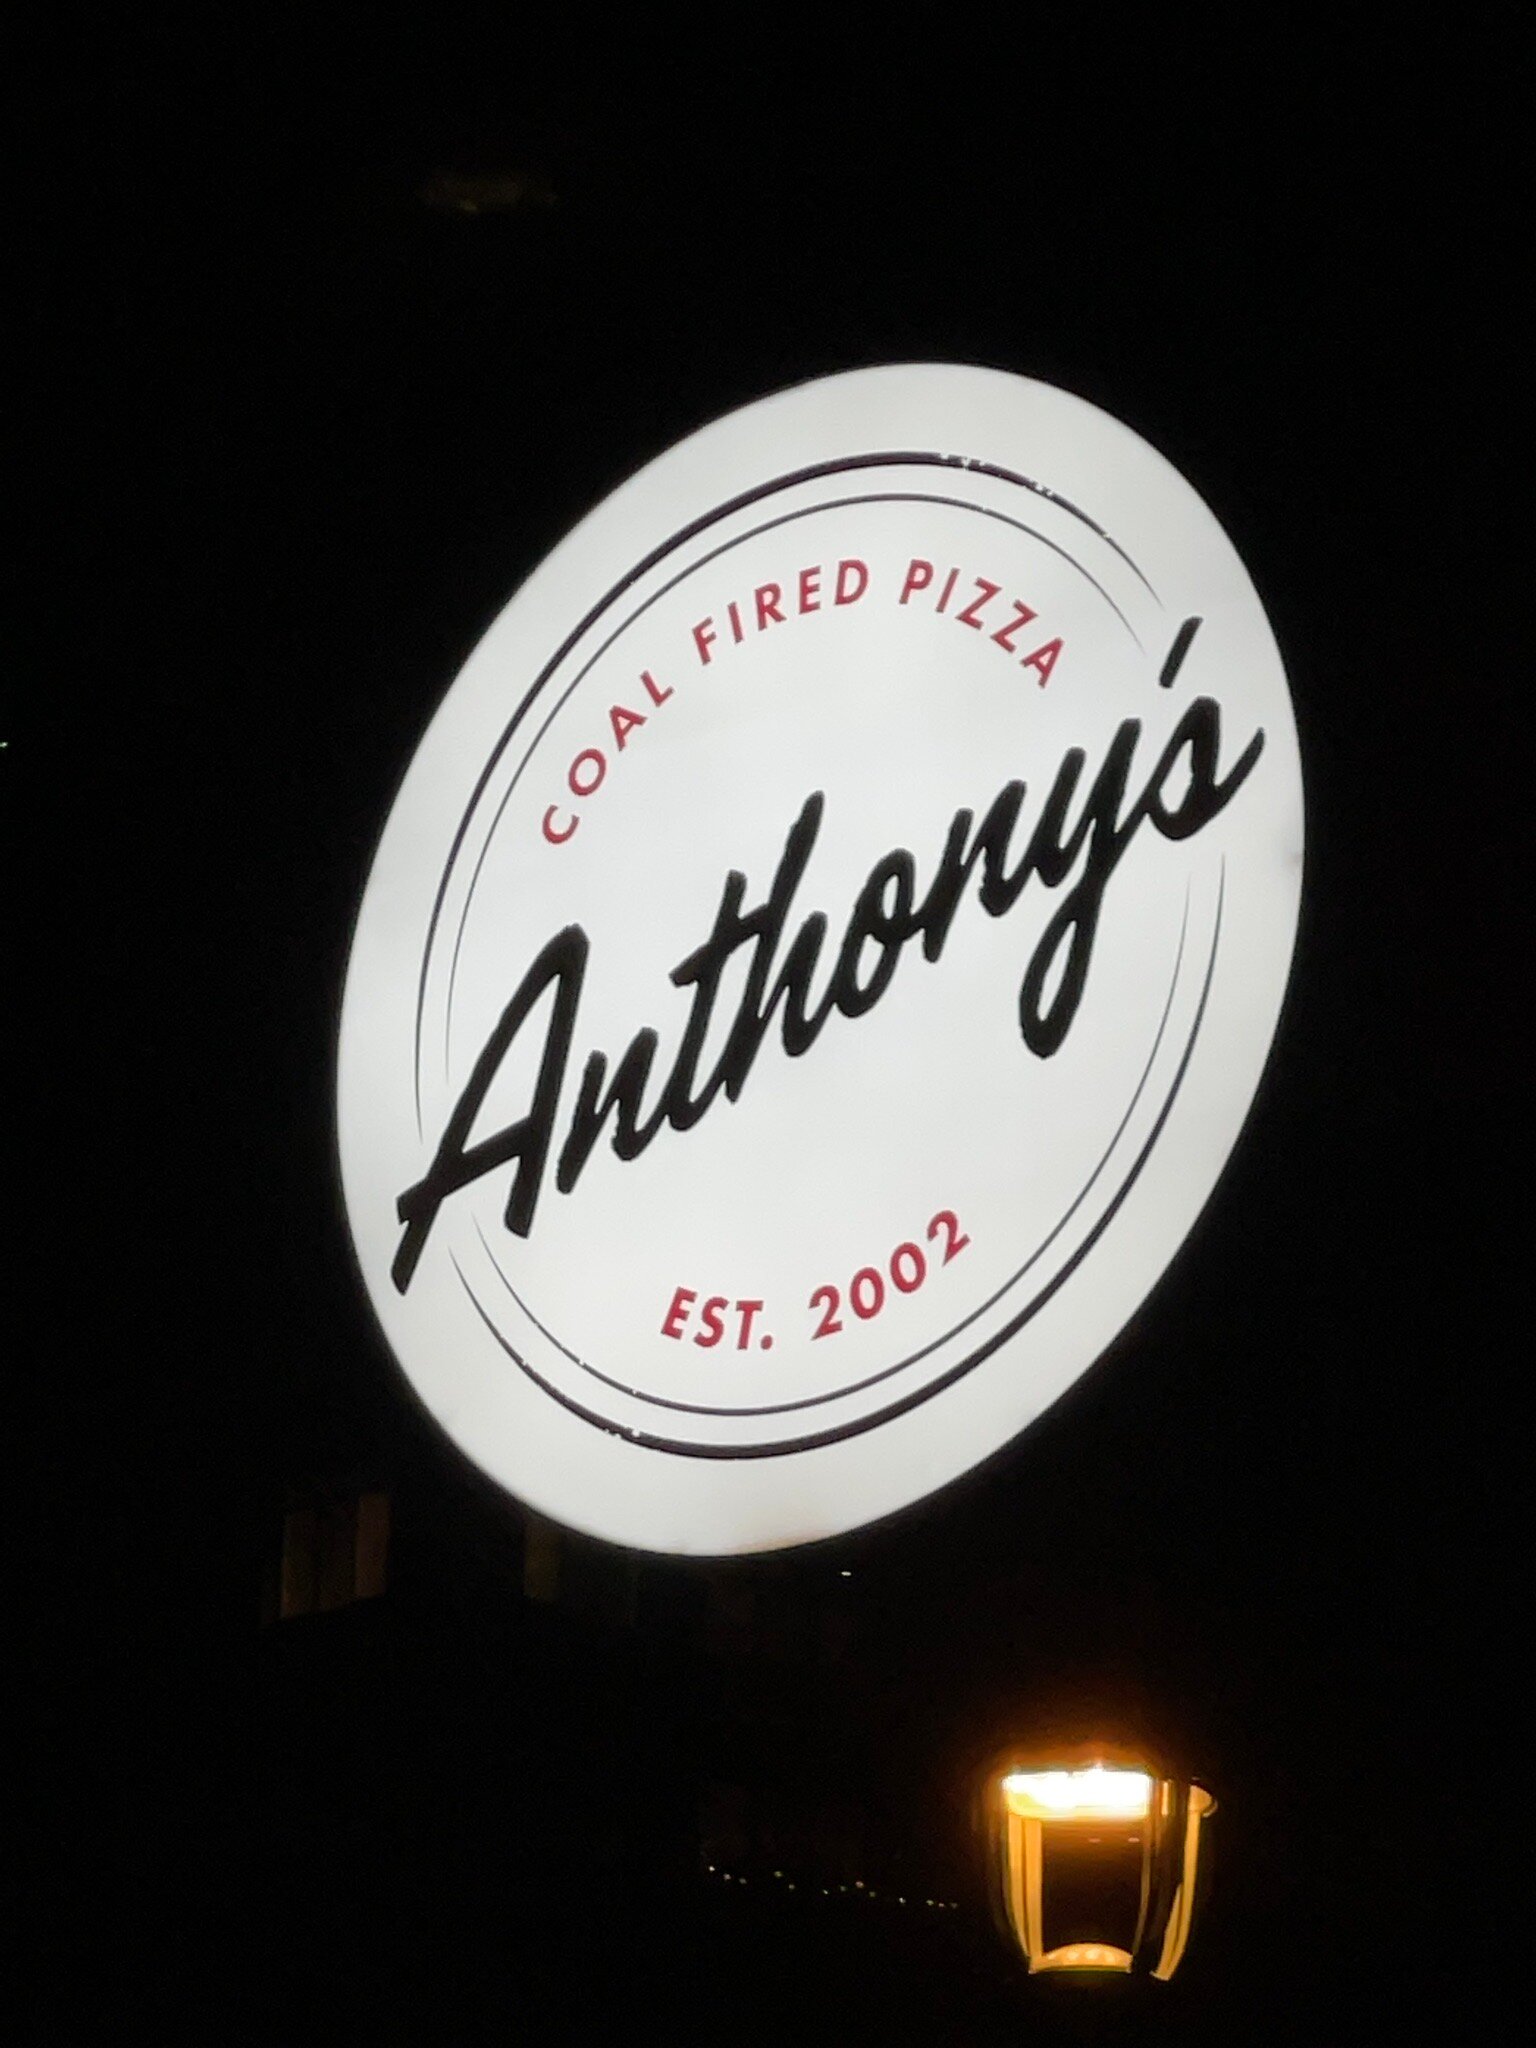 COAL FIRED PIZZA
Anthony's
EST. 2002